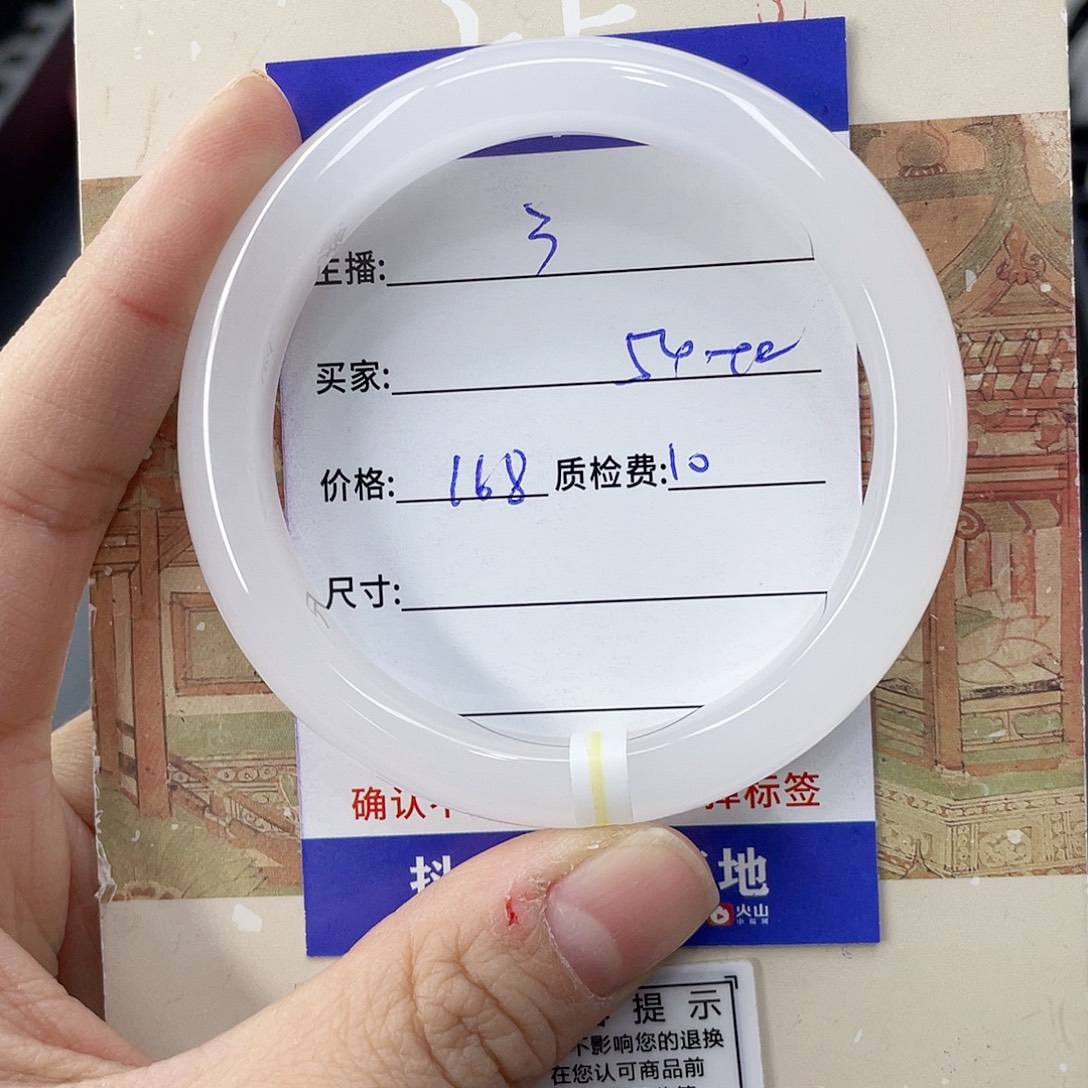 主播: 3
买家:
价格: 168 质检费:10
尺寸:
确认不 标签
抖 地
火山
提示
不影响您的退换
在您认可商品前